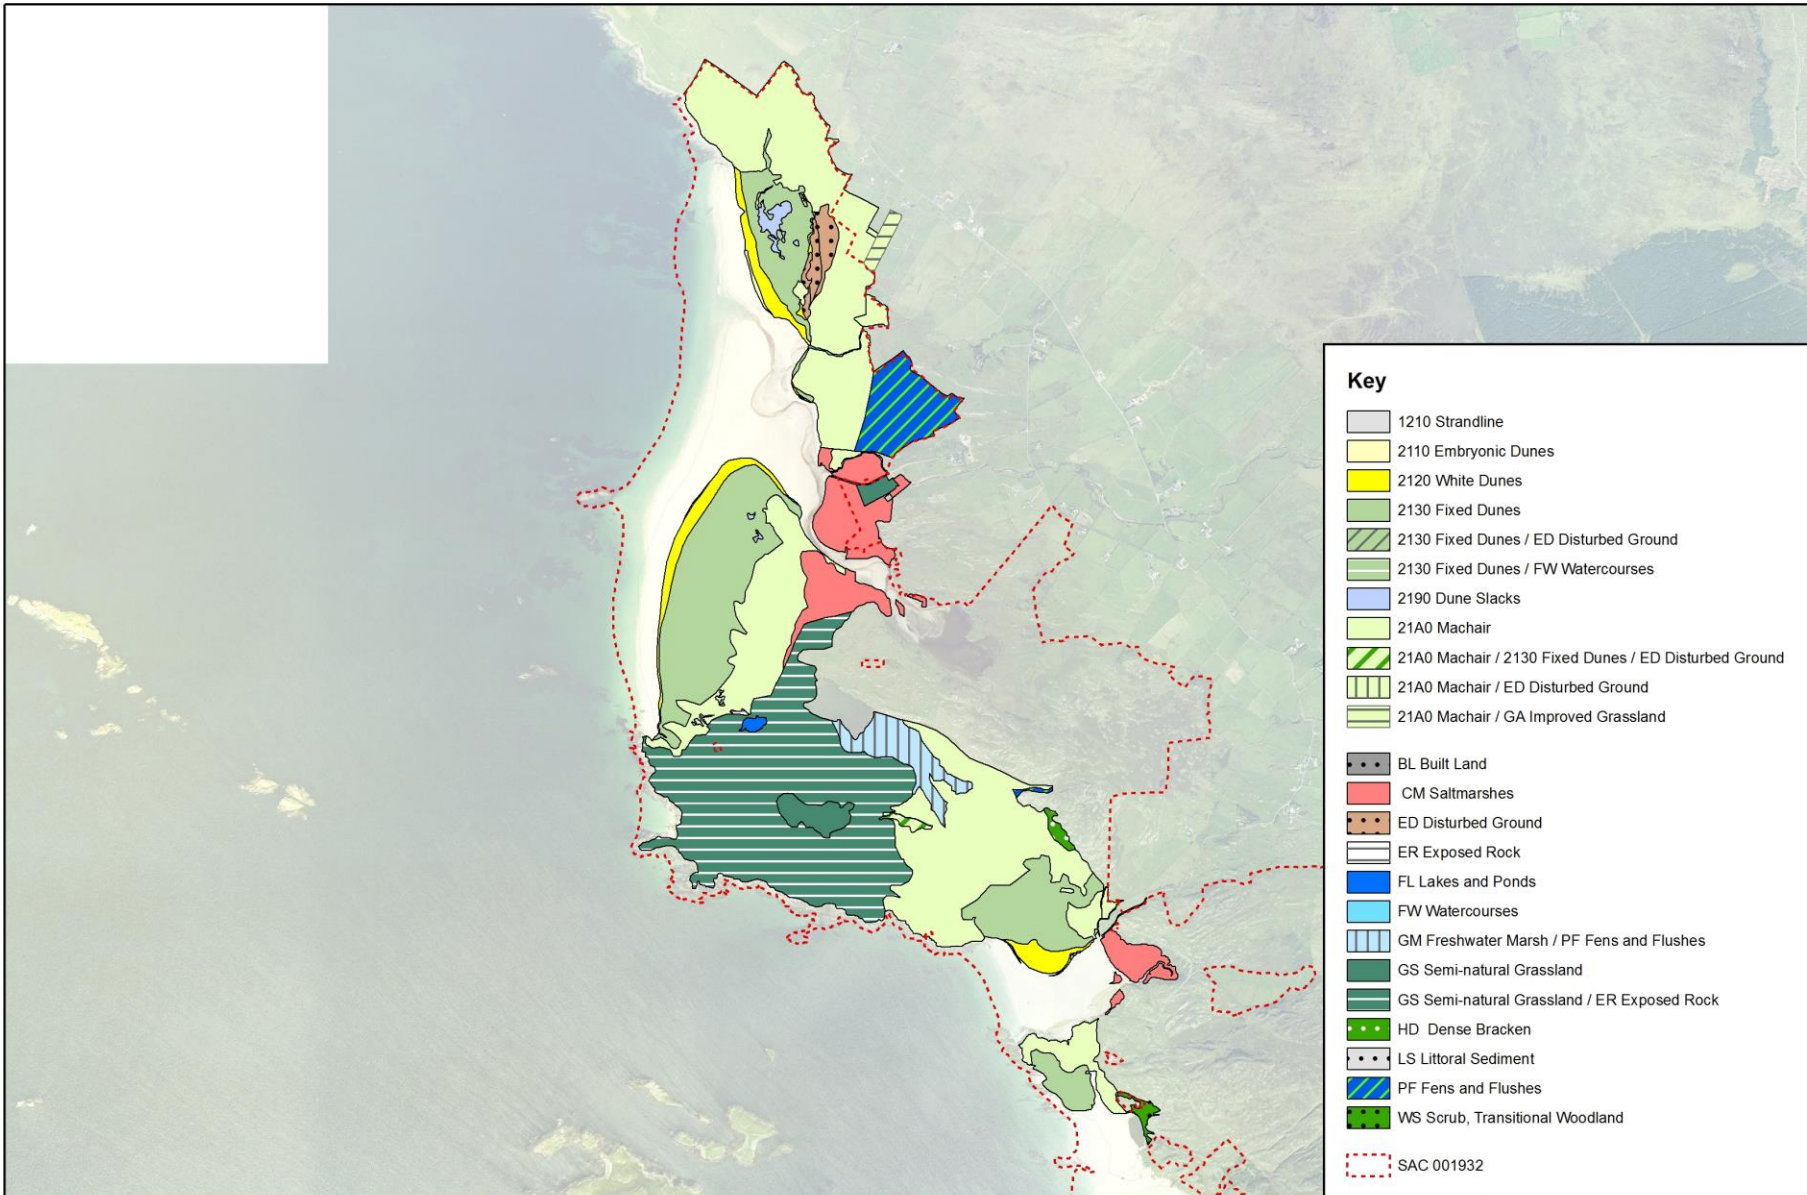 Key
1210 Strandline
2110 Embryonic Dunes
2120 White Dunes
2130 Fixed Dunes
2130 Fixed Dunes / ED Disturbed Ground
2130 Fixed Dunes / FW Watercourses
2190 Dune Slacks
21A0 Machair
21A0 Machair / 2130 Fixed Dunes / ED Disturbed Ground
21A0 Machair / ED Disturbed Ground
21A0 Machair / GA Improved Grassland
BL Built Land
CM Saltmarshes
ED Disturbed Ground
ER Exposed Rock
FL Lakes and Ponds
FW Watercourses
GM Freshwater Marsh / PF Fens and Flushes
GS Semi-natural Grassland
GS Semi-natural Grassland / ER Exposed Rock
HD Dense Bracken
LS Littoral Sediment
PF Fens and Flushes
WS Scrub, Transitional Woodland
SAC 001932